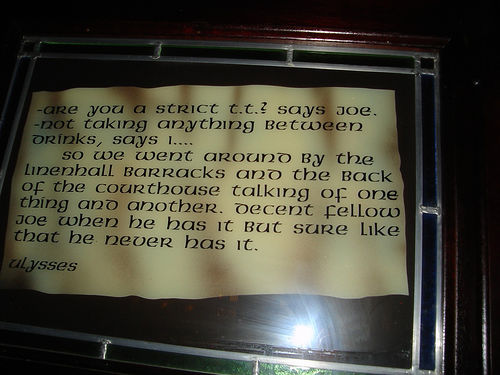 -are you a strict t.t.? says Joe.
-not taking anything between
drinks, says I....
so we went around by the
Linenhall Barracks and the back
of the courthouse talking of one
thing and another. decent fellow
Joe when he has it but sure like
that he never has it.
ulysses